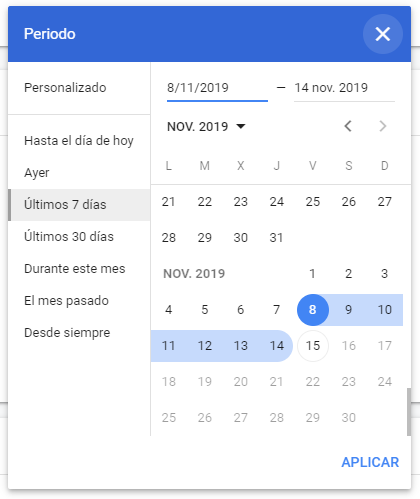 Periodo
Personalizado
Hasta el día de hoy
Ayer
Últimos 7 días
Últimos 30 días
Durante este mes
El mes pasado
Desde siempre
8/11/2019 — 14 nov. 2019
NOV. 2019
L M X J V S D
21 22 23 24 25 26 27
28 29 30 31
NOV. 2019 1 2 3
4 5 6 7 8 9 10
11 12 13 14 15 16 17
18 19 20 21 22 23 24
25 26 27 28 29 30
APLICAR